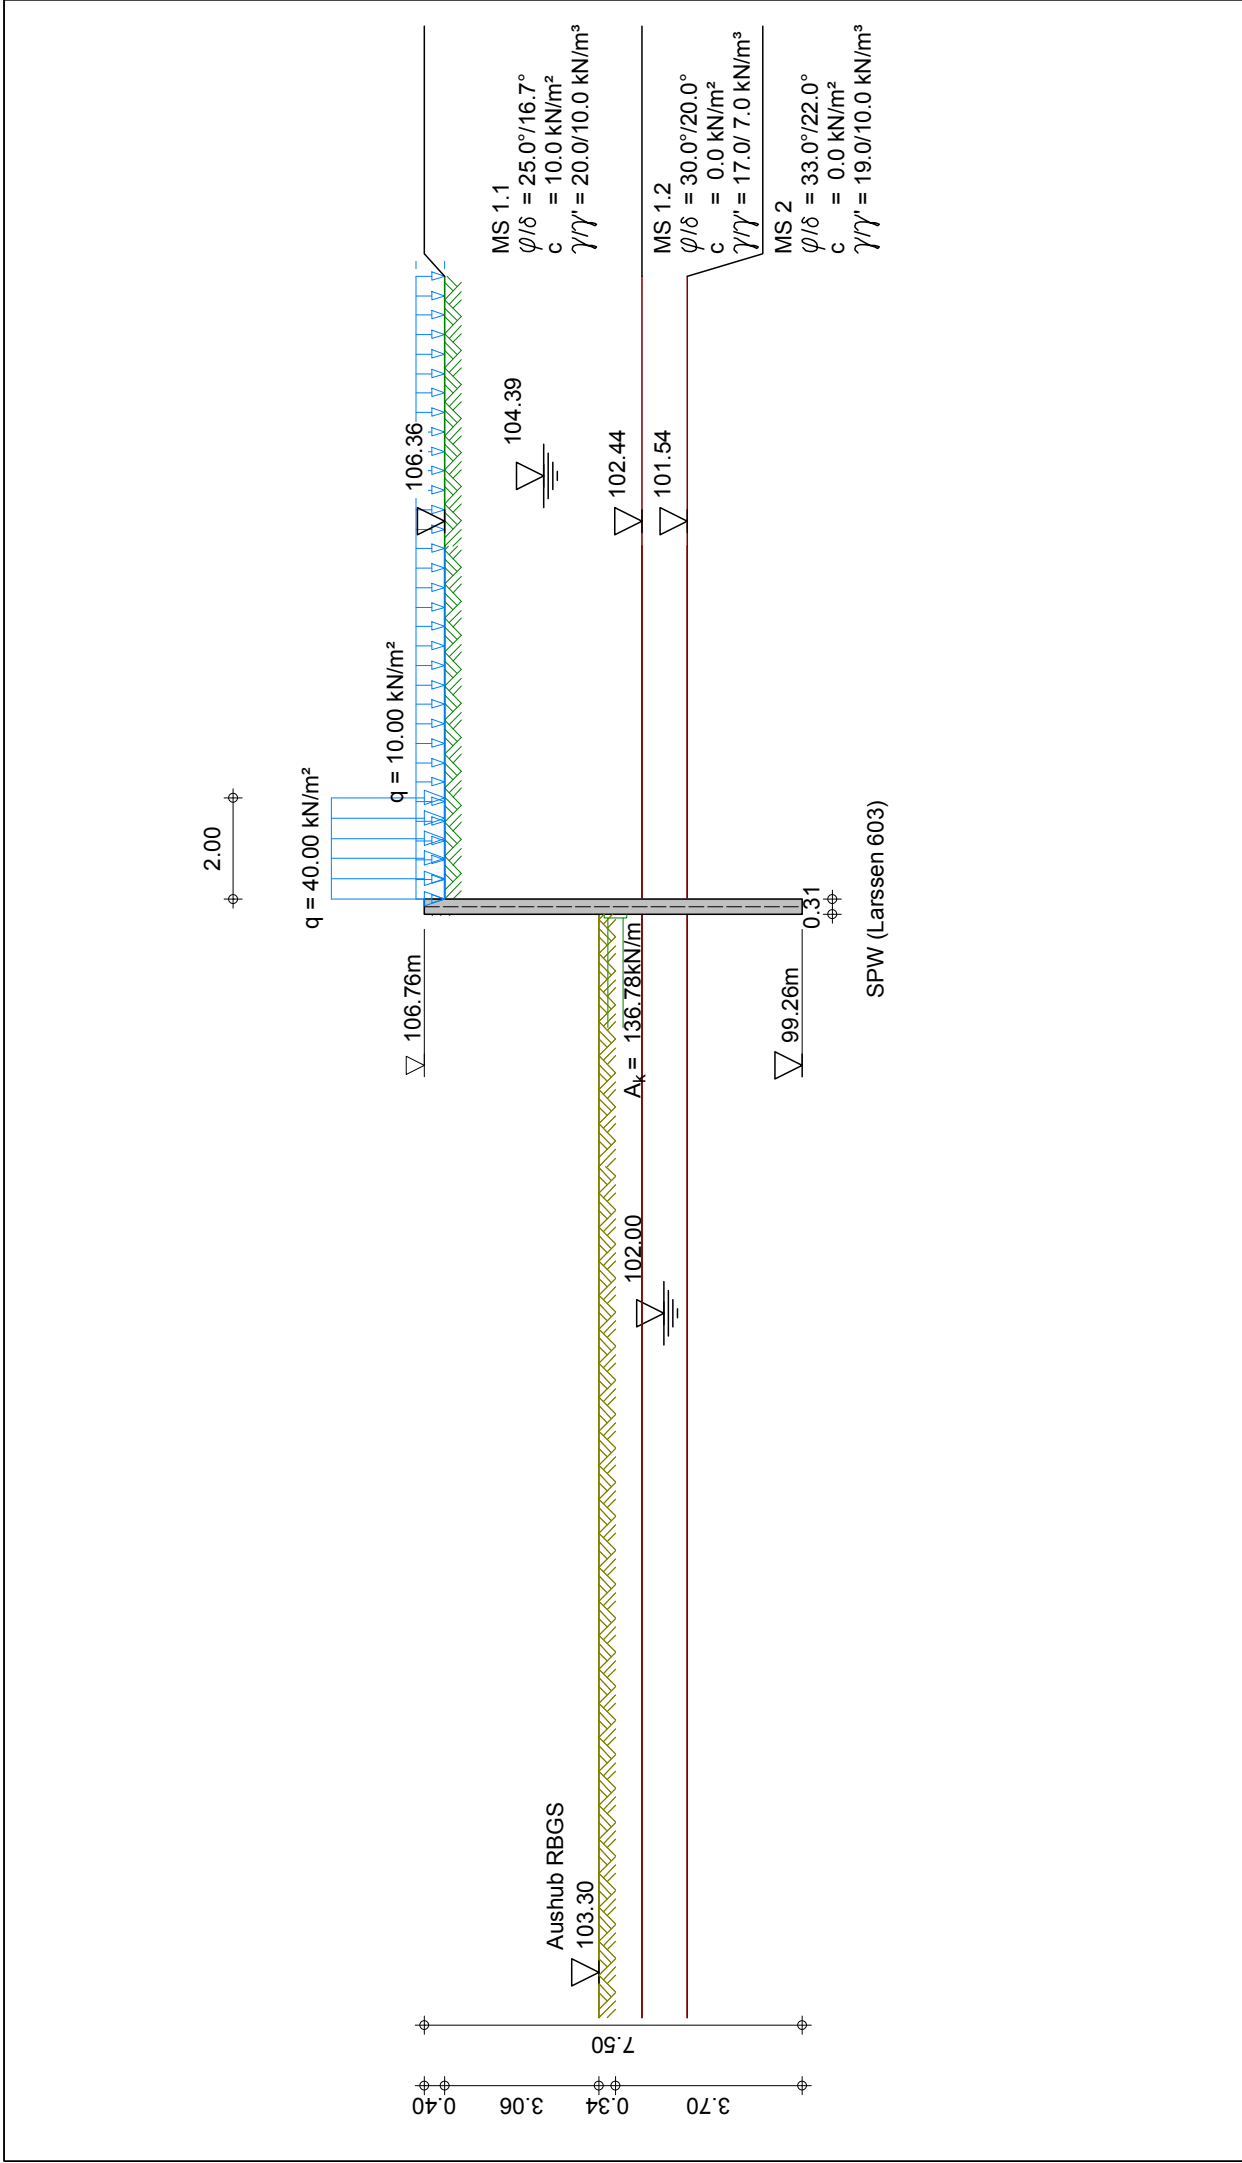 2.00
q = 40.00 kN/m²
q = 10.00 kN/m²
106.36
104.39
102.44
101.54
MS 1.1
φ/δ = 25.0°/16.7°
c = 10.0 kN/m²
γ/γ' = 20.0/10.0 kN/m³
MS 1.2
φ/δ = 30.0°/20.0°
c = 0.0 kN/m²
γ/γ' = 17.0/ 7.0 kN/m³
MS 2
φ/δ = 33.0°/22.0°
c = 0.0 kN/m²
γ/γ' = 19.0/10.0 kN/m³
106.76m
Aₖ = 136.78kN/m
99.26m
0.31
SPW (Larssen 603)
102.00
Aushub RBGS
103.30
7.50
0.40
3.06
0.34
3.70